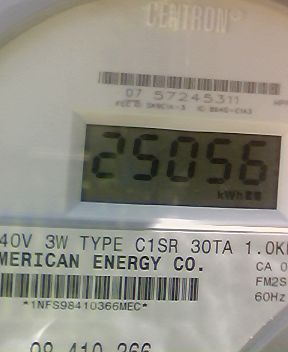 CENTRON®
07 57245311
25056
kWh
40V 3W TYPE C1SR 30TA 1.0K
MERICAN ENERGY CO.
CA 0
FM2S
60Hz
*1NFS98410366MEC*
98 410 366